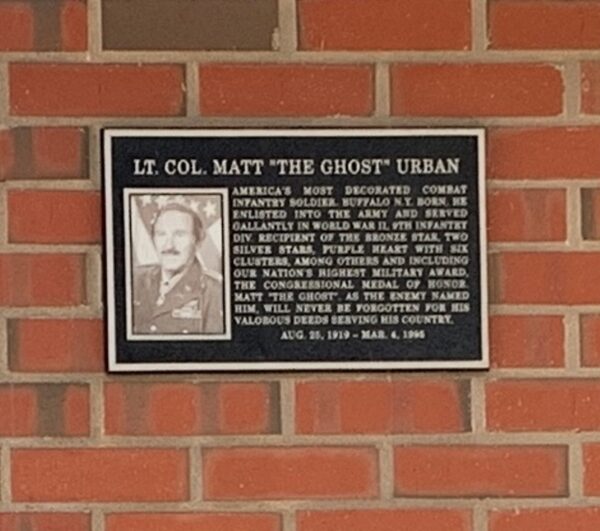 LT. COL. MATT "THE GHOST" URBAN
AMERICA'S MOST DECORATED COMBAT
INFANTRY SOLDIER. BUFFALO N.Y. BORN, HE
ENLISTED INTO THE ARMY AND SERVED
GALLANTLY IN WORLD WAR II, 9TH INFANTRY
DIV. RECIPIENT OF THE BRONZE STAR, TWO
SILVER STARS, PURPLE HEART WITH SIX
CLUSTERS, AMONG OTHERS AND INCLUDING
OUR NATION'S HIGHEST MILITARY AWARD,
THE CONGRESSIONAL MEDAL OF HONOR.
MATT "THE GHOST", AS THE ENEMY NAMED
HIM, WILL NEVER BE FORGOTTEN FOR HIS
VALOROUS DEEDS SERVING HIS COUNTRY.
AUG. 25, 1919 - MAR. 4, 1995